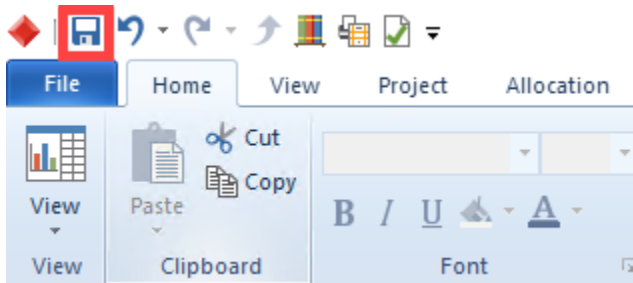 File Home View Project Allocation
Cut
Copy
View Paste
B I U A
View Clipboard Font